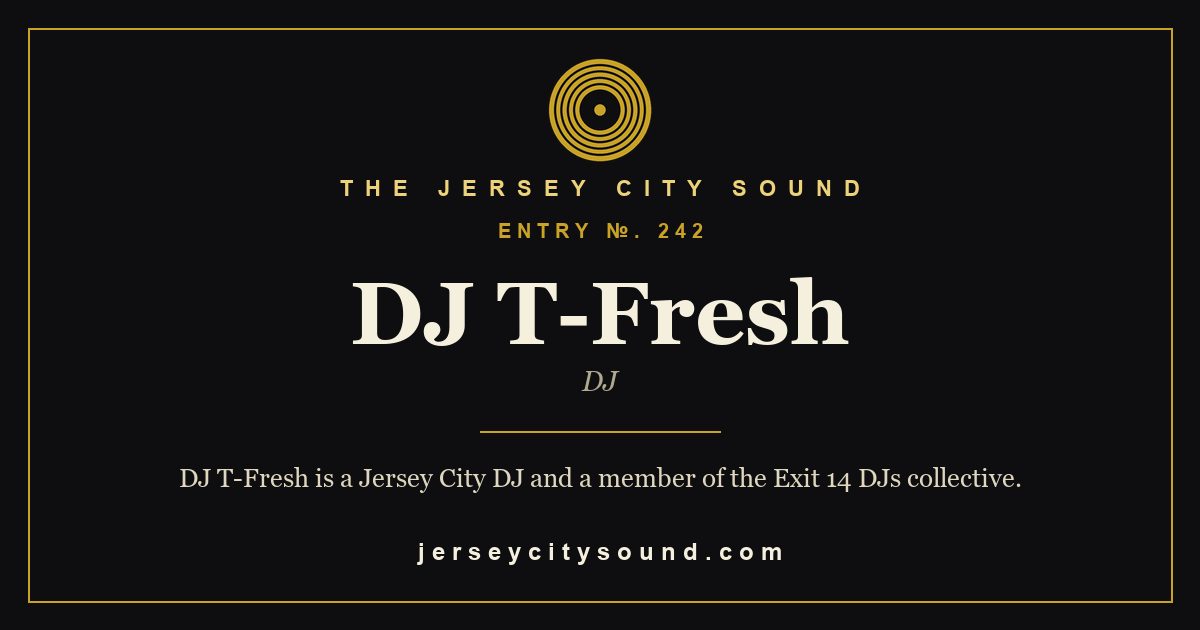 THE JERSEY CITY SOUND
ENTRY №. 242
DJ T-Fresh
DJ
DJ T-Fresh is a Jersey City DJ and a member of the Exit 14 DJs collective.
jerseycitysound.com